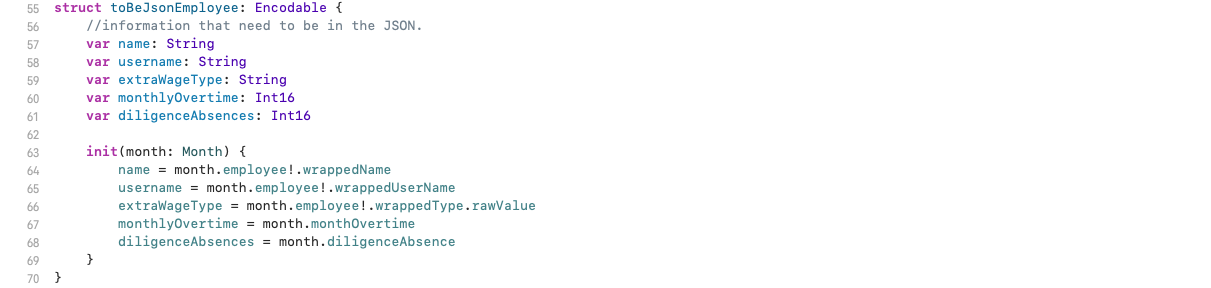 55 struct toBeJsonEmployee: Encodable {
56     //information that need to be in the JSON.
57     var name: String
58     var username: String
59     var extraWageType: String
60     var monthlyOvertime: Int16
61     var diligenceAbsences: Int16
62
63     init(month: Month) {
64         name = month.employee!.wrappedName
65         username = month.employee!.wrappedUserName
66         extraWageType = month.employee!.wrappedType.rawValue
67         monthlyOvertime = month.monthOvertime
68         diligenceAbsences = month.diligenceAbsence
69     }
70 }